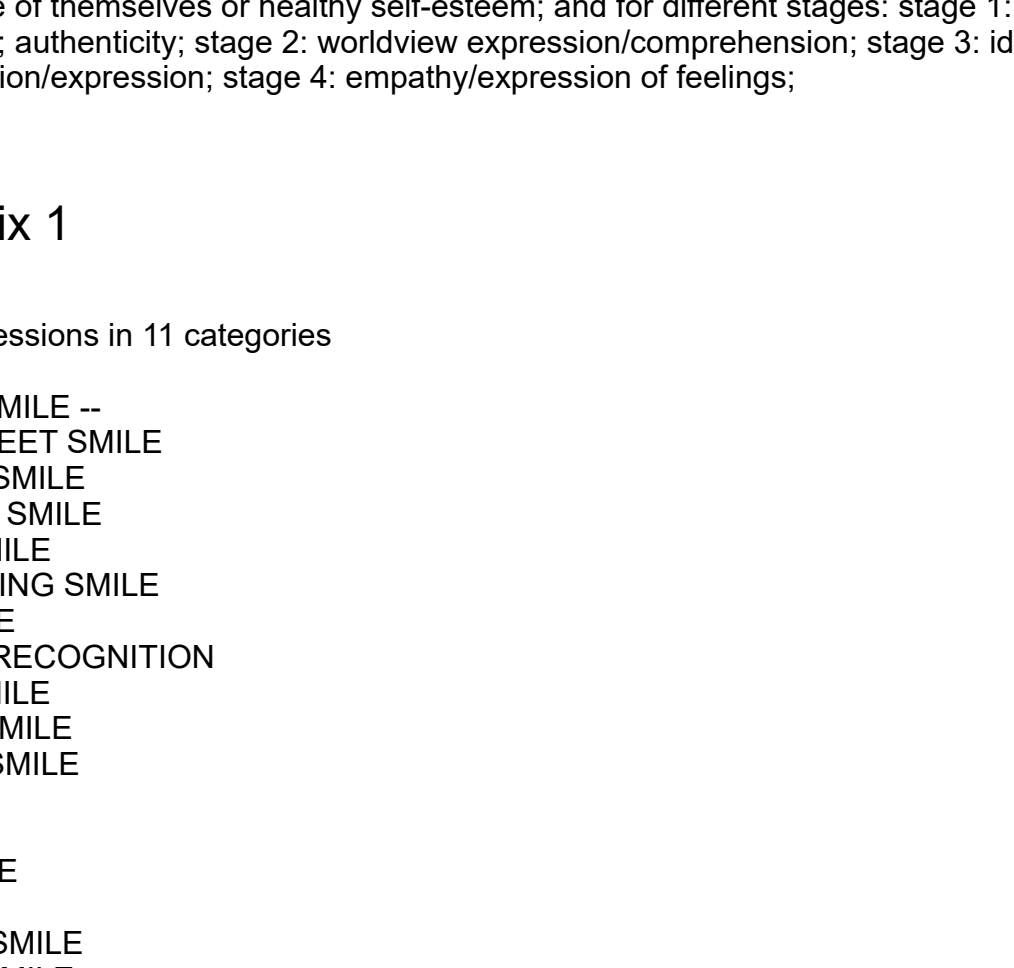 e of themselves or healthy self-esteem; and for different stages: stage 1:
; authenticity; stage 2: worldview expression/comprehension; stage 3: id
ion/expression; stage 4: empathy/expression of feelings;
ix 1
essions in 11 categories
MILE --
EET SMILE
SMILE
SMILE
MILE
ING SMILE
E
RECOGNITION
MILE
MILE
SMILE
E
SMILE